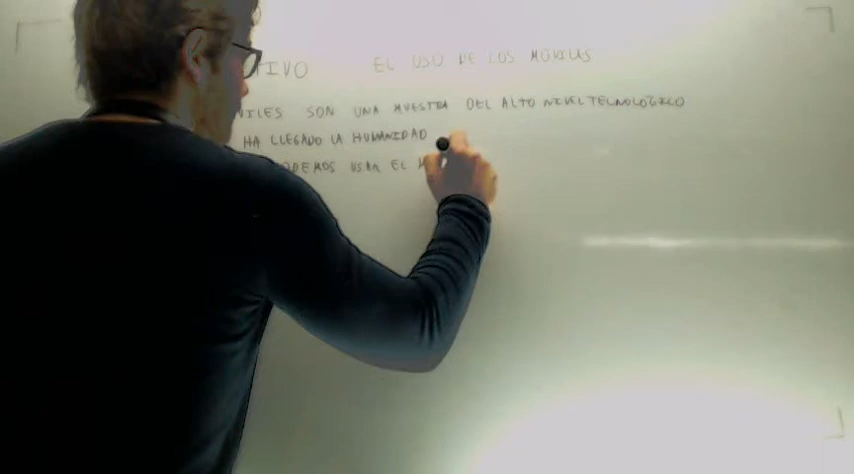 TIVO EL USO DE LOS MOVILES
VILES SON UNA MUESTRA DEL ALTO NIVEL TECNOLOGICO
HA LLEGADO LA HUMANIDAD
ODEMOS USAR EL M